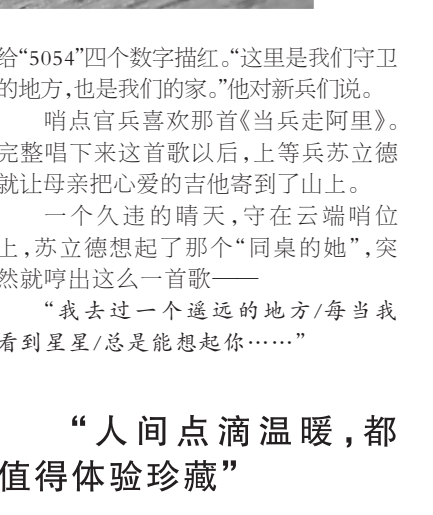 给“5054”四个数字描红。“这里是我们守卫
的地方,也是我们的家。”他对新兵们说。
哨点官兵喜欢那首《当兵走阿里》。
完整唱下来这首歌以后,上等兵苏立德
就让母亲把心爱的吉他寄到了山上。
一个久违的晴天,守在云端哨位
上,苏立德想起了那个“同桌的她”,突
然就哼出这么一首歌——
“我去过一个遥远的地方/每当我
看到星星/总是能想起你……”
“人间点滴温暖,都
值得体验珍藏”